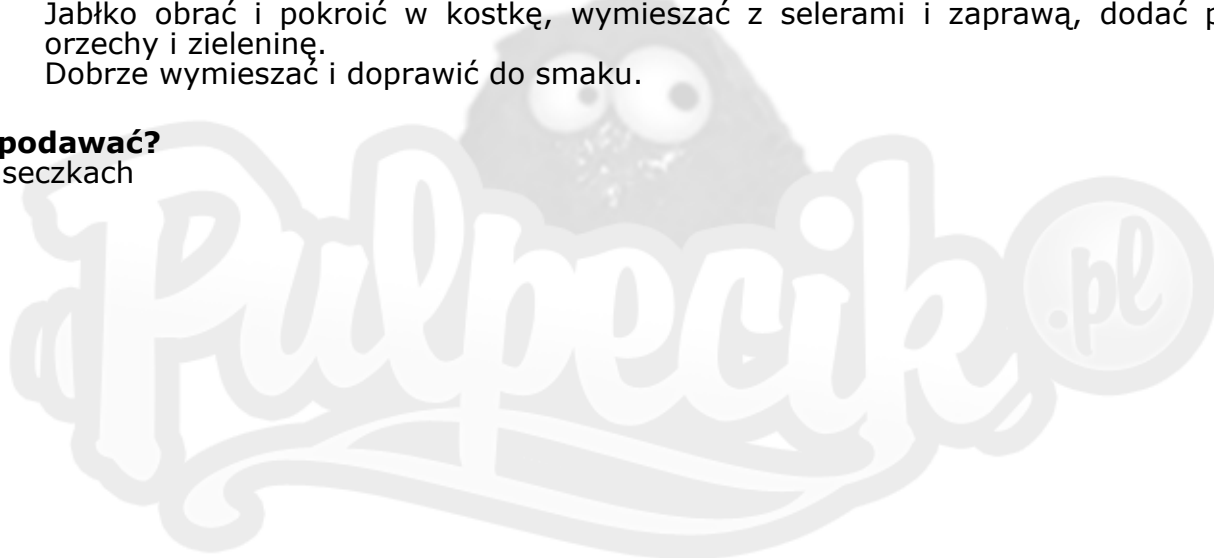 Jabłko obrać i pokroić w kostkę, wymieszać z selerami i zaprawą, dodać
orzechy i zieleninę.
Dobrze wymieszać i doprawić do smaku.
podawać?
seczkach
Pulpecik.pl